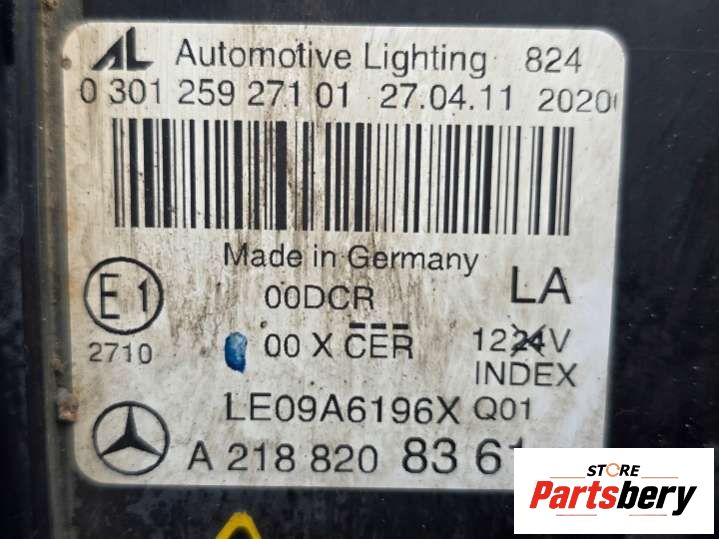 AL Automotive Lighting 824
0 301 259 271 01 27.04.11 2020
Made in Germany
E1 00DCR LA
2710 00 X CER 1224V
INDEX
LE09A6196X Q01
A 218 820 83 61
STORE
Partsbery